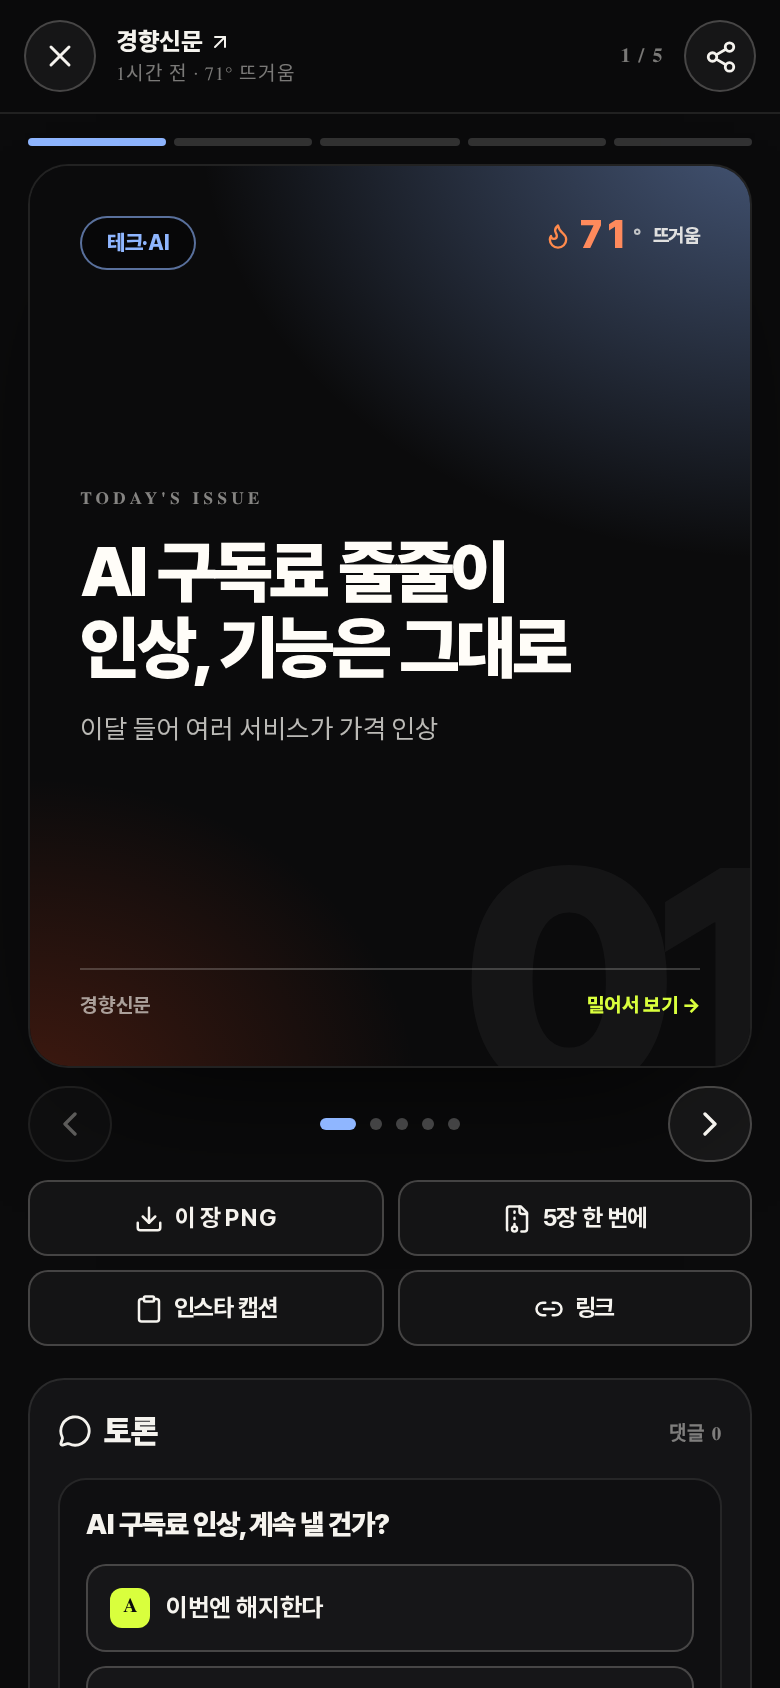 경향신문
1시간 전 · 71° 뜨거움
1 / 5
테크·AI
71° 뜨거움
TODAY'S ISSUE
AI 구독료 줄줄이
인상, 기능은 그대로
이달 들어 여러 서비스가 가격 인상
01
경향신문
밀어서 보기 →
이 장 PNG
5장 한 번에
인스타 캡션
링크
토론
댓글 0
AI 구독료 인상, 계속 낼 건가?
A 이번엔 해지한다